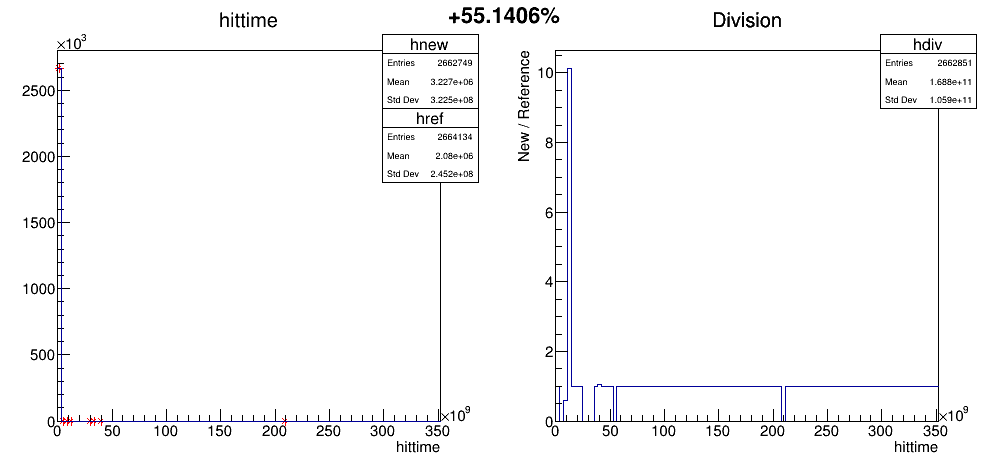 +55.1406%
hittime
×10³
hnew
Entries 2662749
Mean 3.227e+06
Std Dev 3.225e+08
href
Entries 2664134
Mean 2.08e+06
Std Dev 2.452e+08
2500
2000
1500
1000
500
0
0 50 100 150 200 250 300 350
×10⁹
hittime
Division
hdiv
Entries 2662851
Mean 1.688e+11
Std Dev 1.059e+11
New / Reference
10
8
6
4
2
0
0 50 100 150 200 250 300 350
×10⁹
hittime